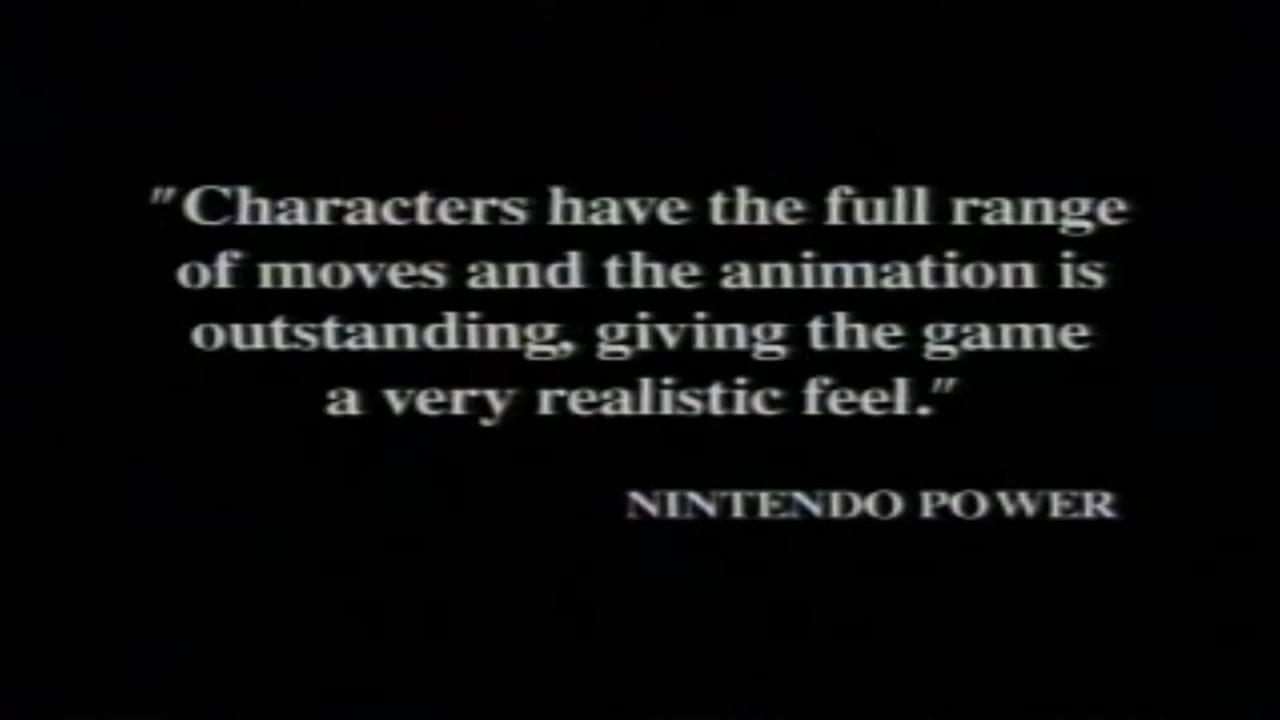 "Characters have the full range
of moves and the animation is
outstanding, giving the game
a very realistic feel."
NINTENDO POWER